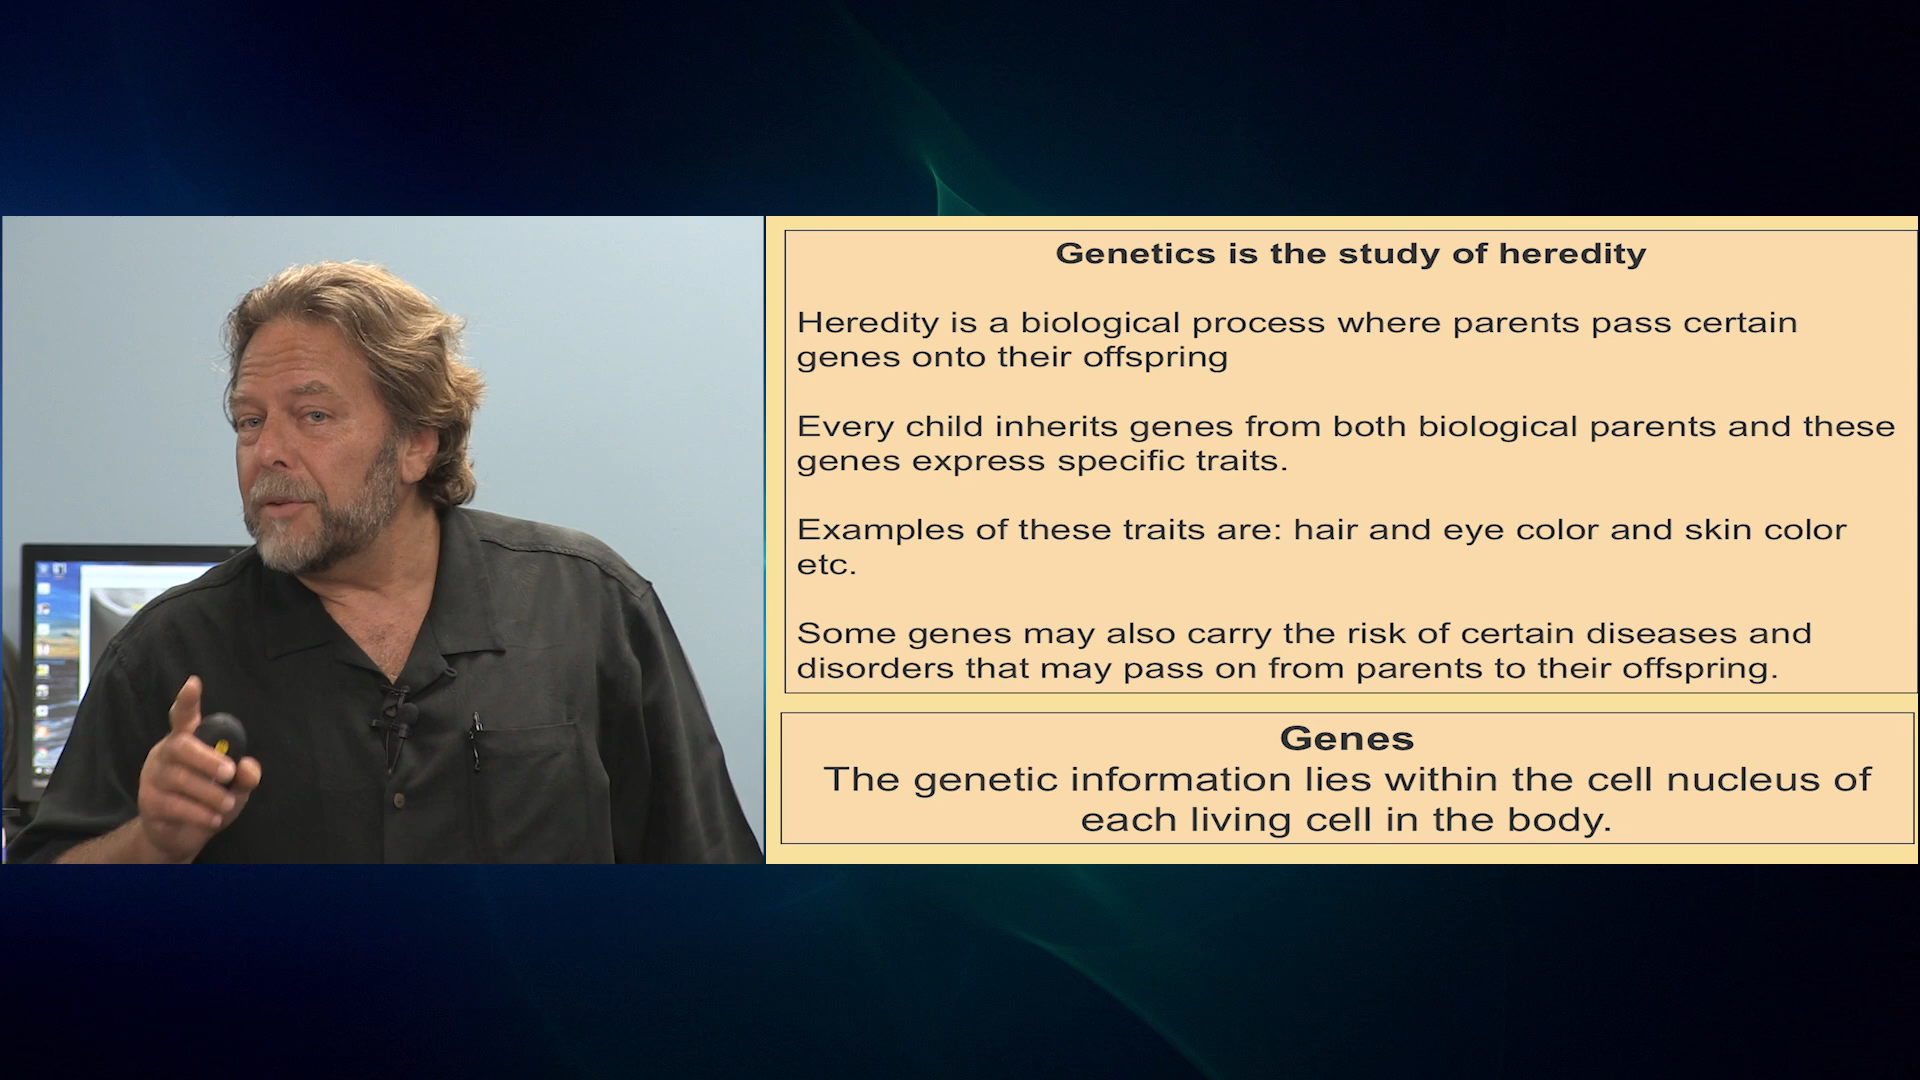 Genetics is the study of heredity
Heredity is a biological process where parents pass certain
genes onto their offspring
Every child inherits genes from both biological parents and these
genes express specific traits.
Examples of these traits are: hair and eye color and skin color
etc.
Some genes may also carry the risk of certain diseases and
disorders that may pass on from parents to their offspring.
Genes
The genetic information lies within the cell nucleus of
each living cell in the body.